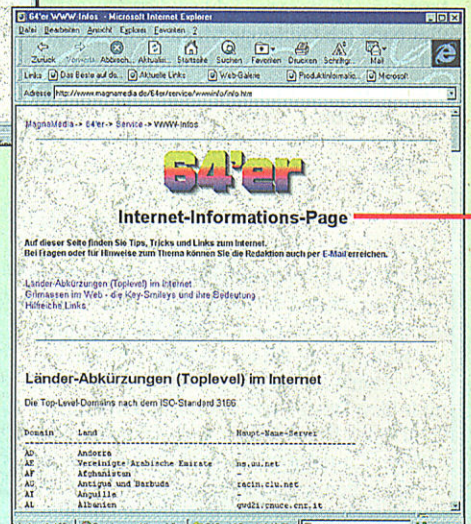 64'er WWW-Infos - Microsoft Internet Explorer
Datei Bearbeiten Ansicht Explore Favoriten ?
Zurück Vorwärts Abbrech... Aktualisi... Startseite Suchen Favoriten Drucken Schriftgr... Mail
Links Das Beste auf de... Aktuelle Links Web-Galerie Produktinformatio... Microsoft
Adresse http://www.magnamedia.de/64er/service/wwwinfo/info.htm
MagnaMedia -> 64'er -> Service -> WWW-Infos
64'er
Internet-Informations-Page
Auf dieser Seite finden Sie Tips, Tricks und Links zum Internet.
Bei Fragen oder für Hinweise zum Thema können Sie die Redaktion auch per E-Mail erreichen.
Länder-Abkürzungen (Toplevel) im Internet
Grimassen im Web - die Key-Smileys und ihre Bedeutung
Hilfreiche Links
Länder-Abkürzungen (Toplevel) im Internet
Die Top-Level-Domains nach dem ISO-Standard 3166
Domain Land Haupt-Name-Server
AD Andorra -
AE Vereinigte Arabische Emirate ns.uu.net
AF Afghanistan -
AG Antigua und Barbuda
AI Anguilla -
AL Albanien